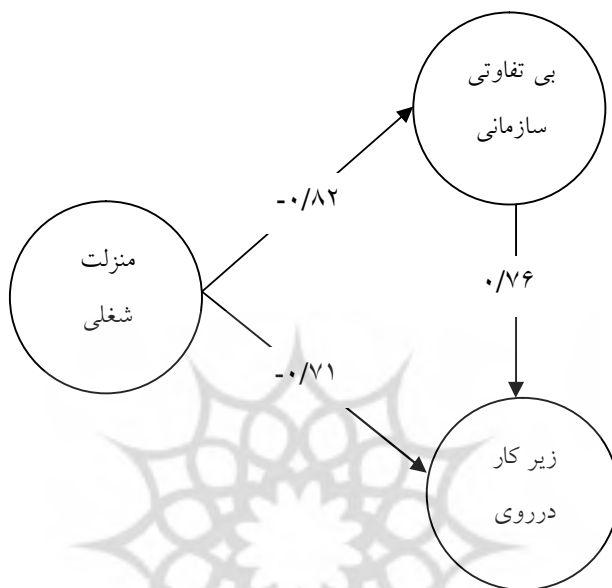 بی تفاوتی
سازمانی
-۰/۸۲
منزلت
شغلی
۰/۷۶
-۰/۷۱
زیر کار
درروی